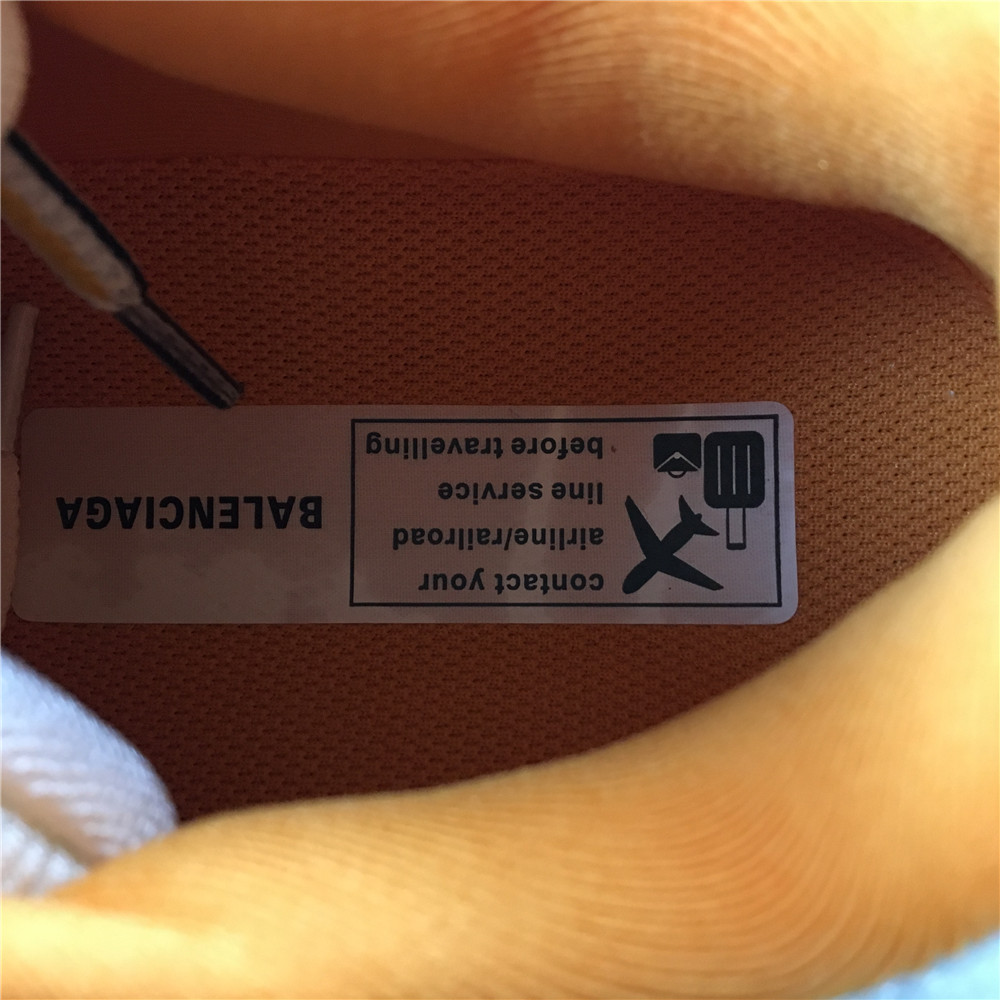 contact your
airline/railroad
line service
before travelling
BALENCIAGA